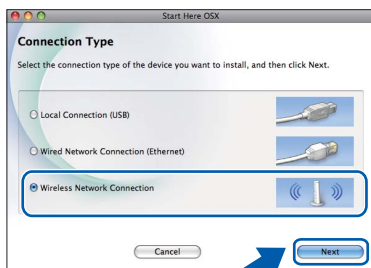 Start Here OSX
Connection Type
Select the connection type of the device you want to install, and then click Next.
Local Connection (USB)
Wired Network Connection (Ethernet)
Wireless Network Connection
Cancel
Next